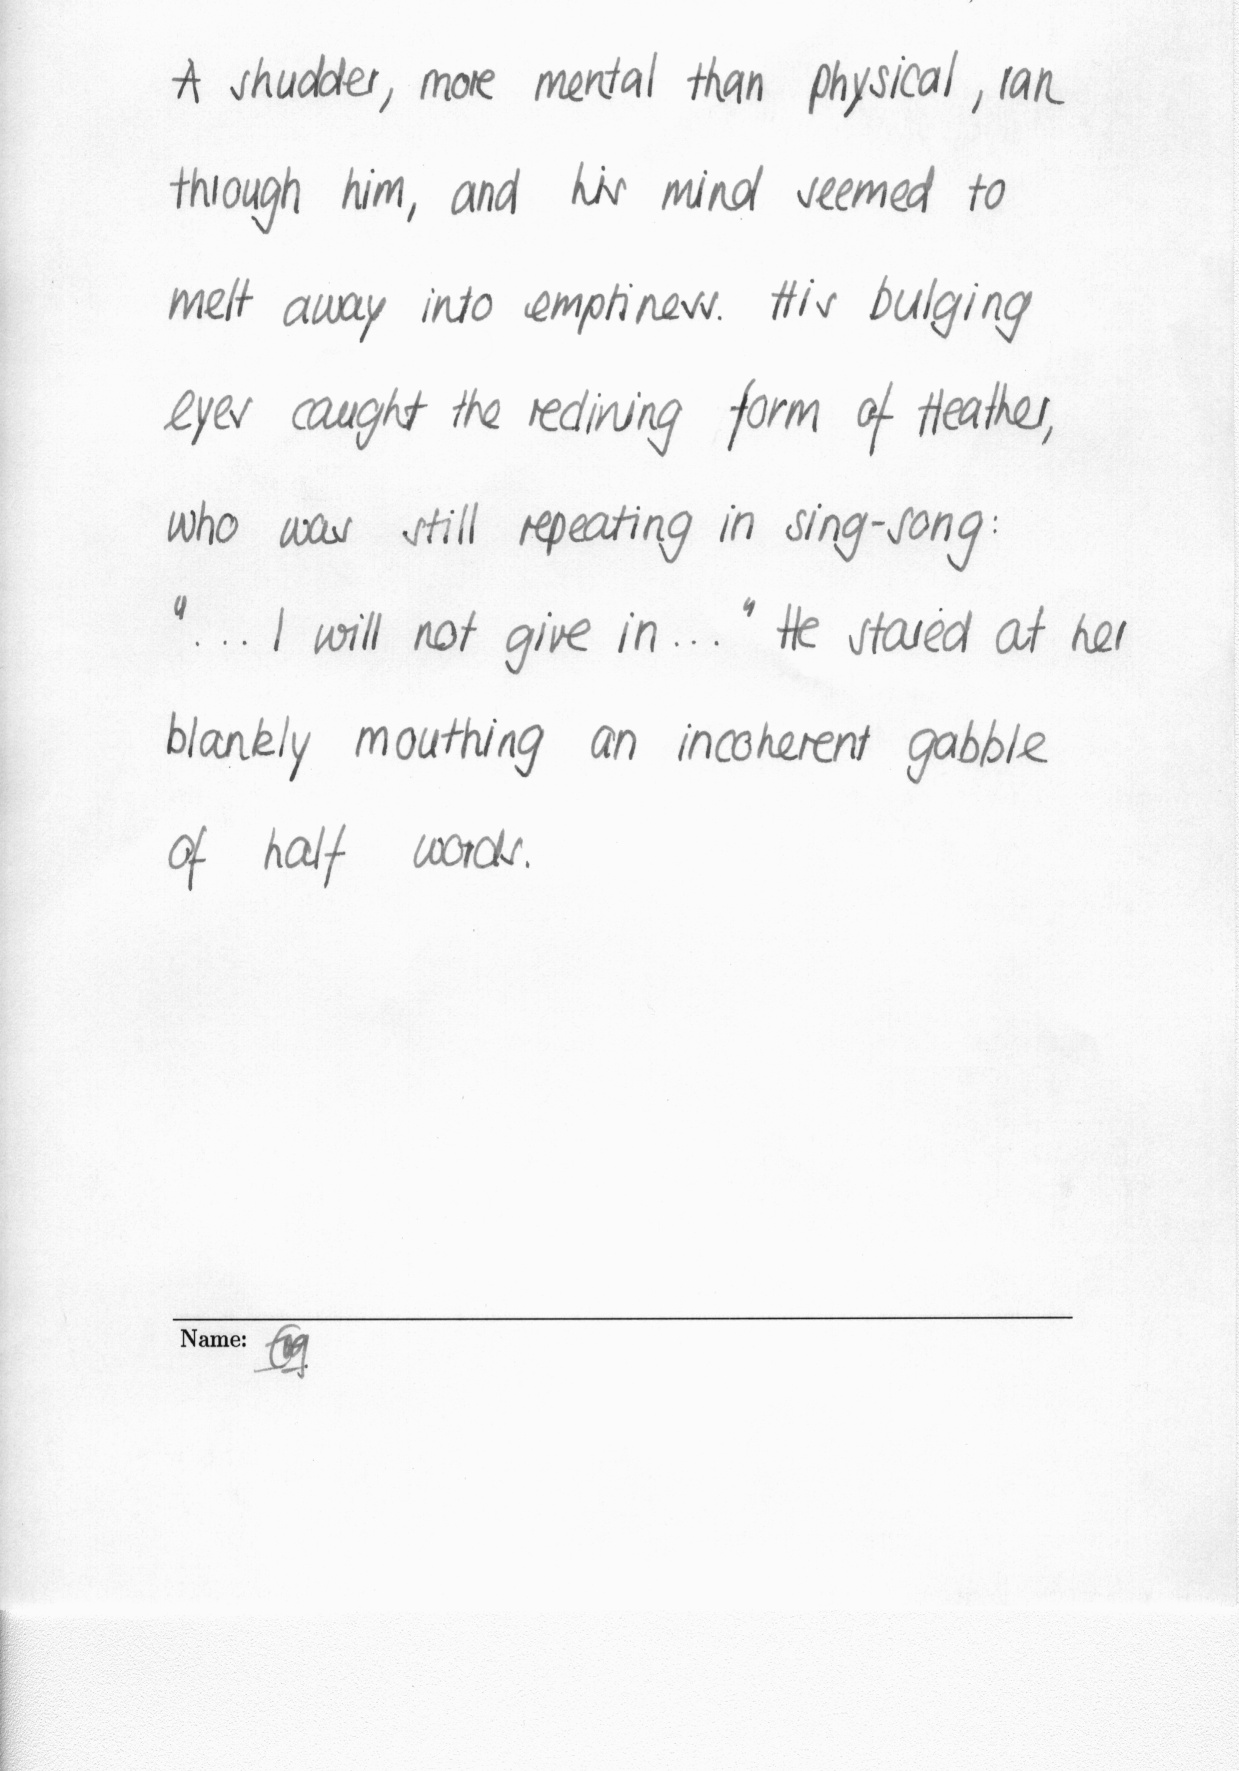 A shudder, more mental than physical, ran
through him, and his mind seemed to
melt away into emptiness. His bulging
eyes caught the reclining form of Heather,
who was still repeating in sing-song:
"... I will not give in..." He stared at her
blankly mouthing an incoherent gabble
of half words.
Name: